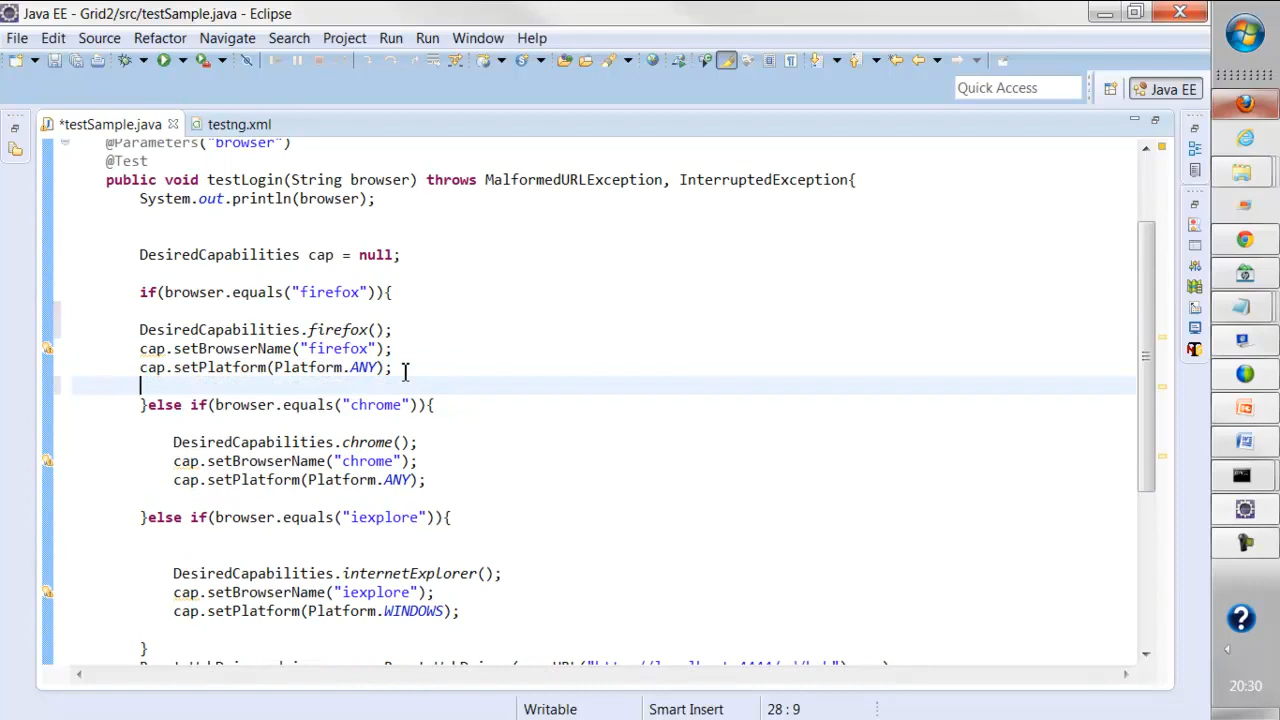 Java EE - Grid2/src/testSample.java - Eclipse
File Edit Source Refactor Navigate Search Project Run Run Window Help
Quick Access
Java EE
*testSample.java
testng.xml
@Parameters("browser")
@Test
public void testLogin(String browser) throws MalformedURLException, InterruptedException{
System.out.println(browser);
DesiredCapabilities cap = null;
if(browser.equals("firefox")){
DesiredCapabilities.firefox();
cap.setBrowserName("firefox");
cap.setPlatform(Platform.ANY);
}else if(browser.equals("chrome")){
DesiredCapabilities.chrome();
cap.setBrowserName("chrome");
cap.setPlatform(Platform.ANY);
}else if(browser.equals("iexplore")){
DesiredCapabilities.internetExplorer();
cap.setBrowserName("iexplore");
cap.setPlatform(Platform.WINDOWS);
}
Writable
Smart Insert
28 : 9
20:30